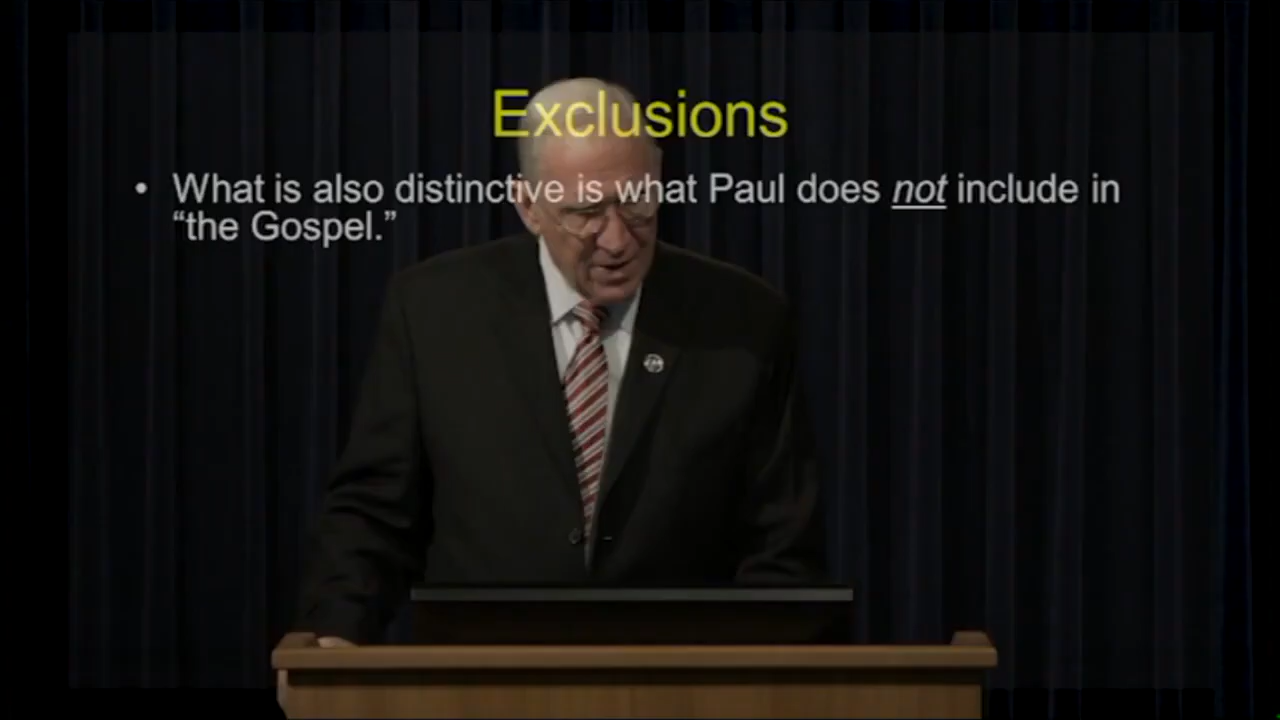 Exclusions
• What is also distinctive is what Paul does not include in
“the Gospel.”